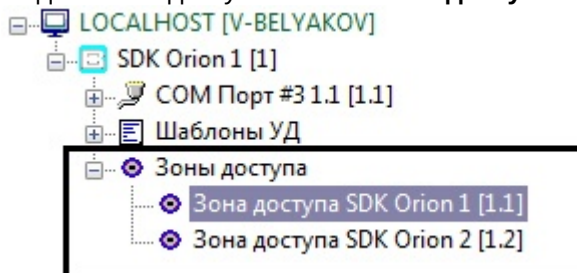 LOCALHOST [V-BELYAKOV]
SDK Orion 1 [1]
COM Порт #3 1.1 [1.1]
Шаблоны УД
Зоны доступа
Зона доступа SDK Orion 1 [1.1]
Зона доступа SDK Orion 2 [1.2]